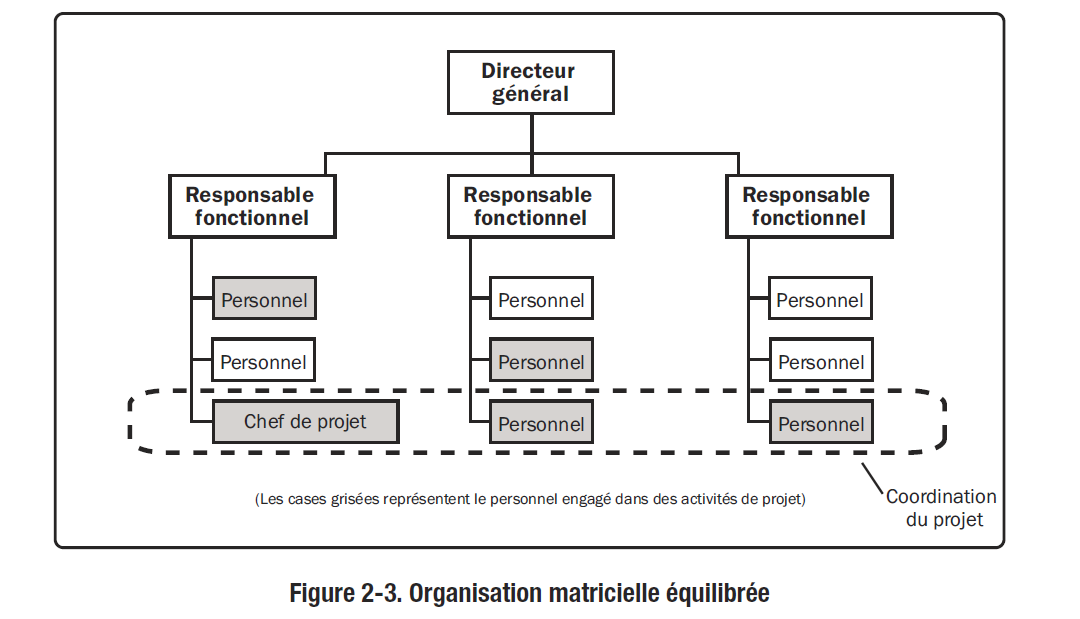 Directeur
général
Responsable
fonctionnel
Responsable
fonctionnel
Responsable
fonctionnel
Personnel
Personnel
Personnel
Personnel
Personnel
Personnel
Chef de projet
Personnel
Personnel
(Les cases grisées représentent le personnel engagé dans des activités de projet)
Coordination
du projet
Figure 2-3. Organisation matricielle équilibrée